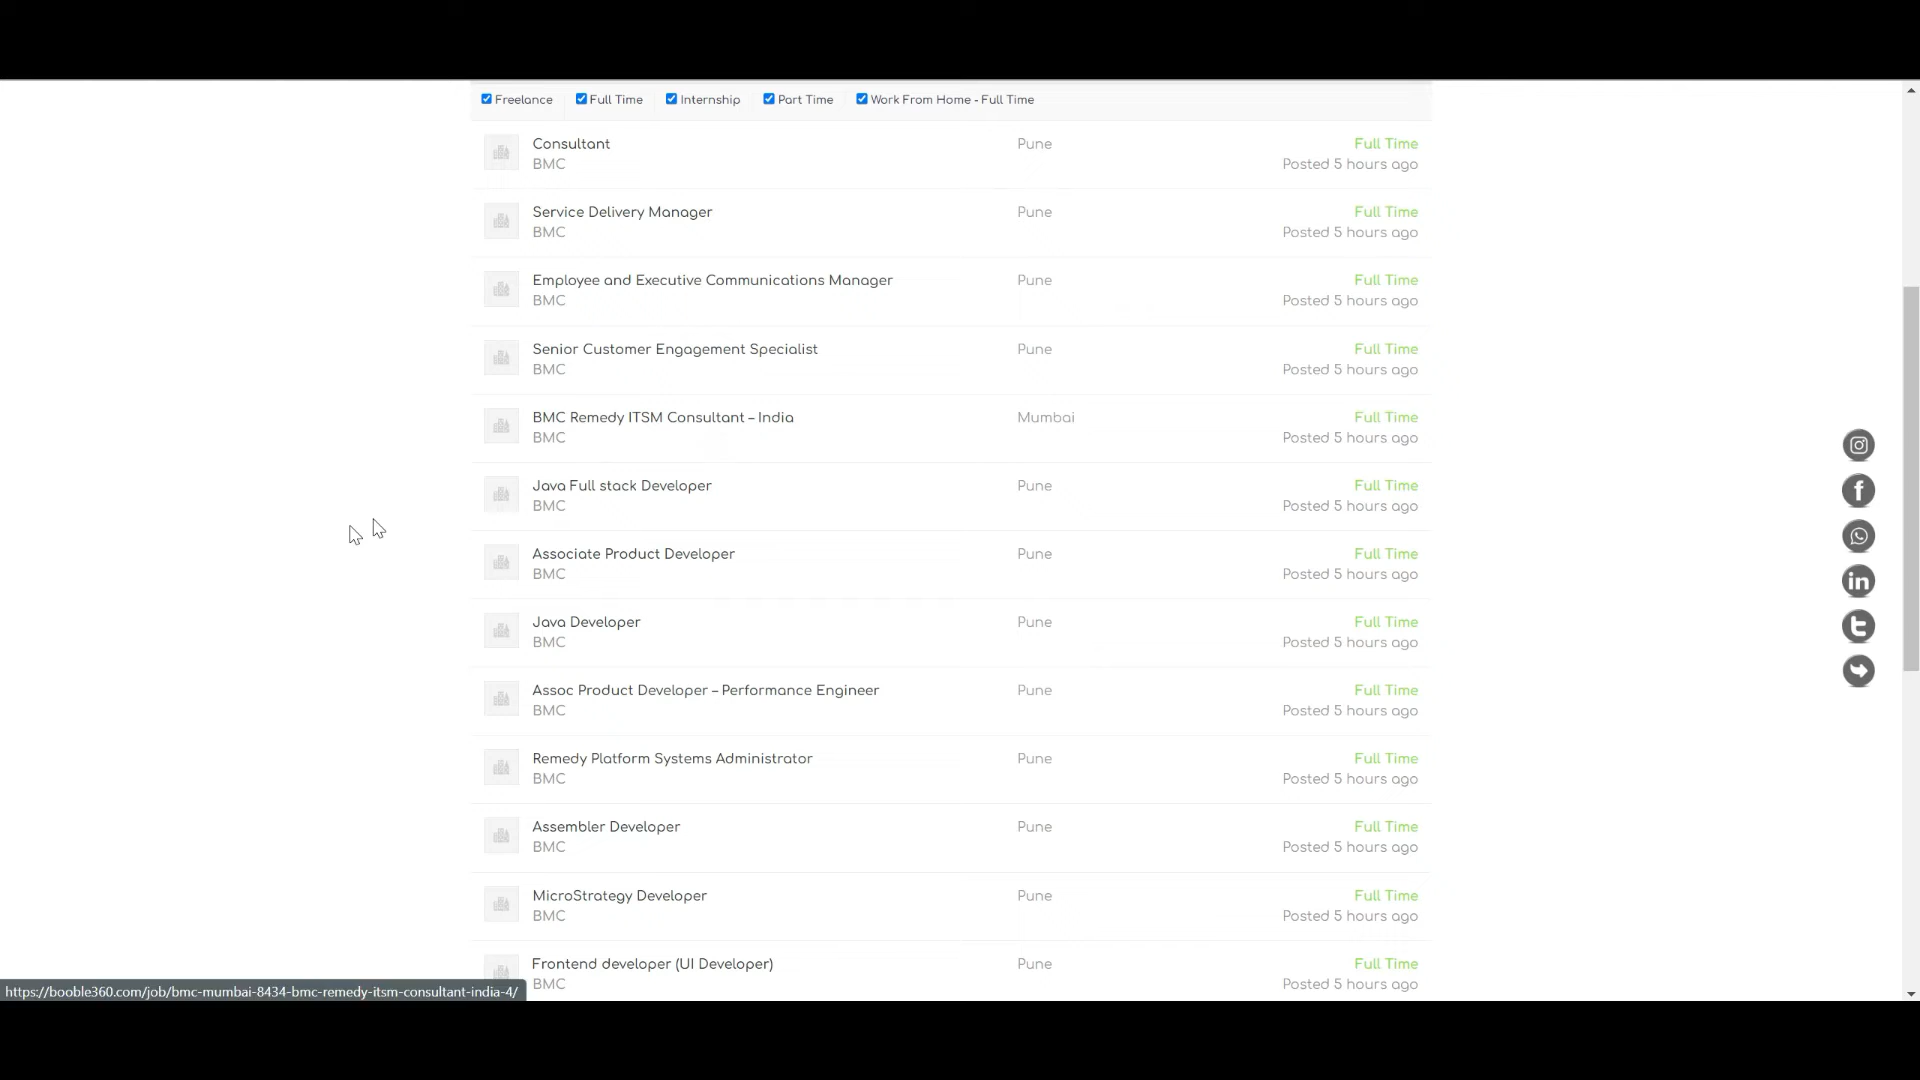 Freelance Full Time Internship Part Time Work From Home - Full Time
Consultant Pune Full Time
BMC Posted 5 hours ago
Service Delivery Manager Pune Full Time
BMC Posted 5 hours ago
Employee and Executive Communications Manager Pune Full Time
BMC Posted 5 hours ago
Senior Customer Engagement Specialist Pune Full Time
BMC Posted 5 hours ago
BMC Remedy ITSM Consultant – India Mumbai Full Time
BMC Posted 5 hours ago
Java Full stack Developer Pune Full Time
BMC Posted 5 hours ago
Associate Product Developer Pune Full Time
BMC Posted 5 hours ago
Java Developer Pune Full Time
BMC Posted 5 hours ago
Assoc Product Developer – Performance Engineer Pune Full Time
BMC Posted 5 hours ago
Remedy Platform Systems Administrator Pune Full Time
BMC Posted 5 hours ago
Assembler Developer Pune Full Time
BMC Posted 5 hours ago
MicroStrategy Developer Pune Full Time
BMC Posted 5 hours ago
Frontend developer (UI Developer) Pune Full Time
BMC Posted 5 hours ago
https://booble360.com/job/bmc-mumbai-8434-bmc-remedy-itsm-consultant-india-4/